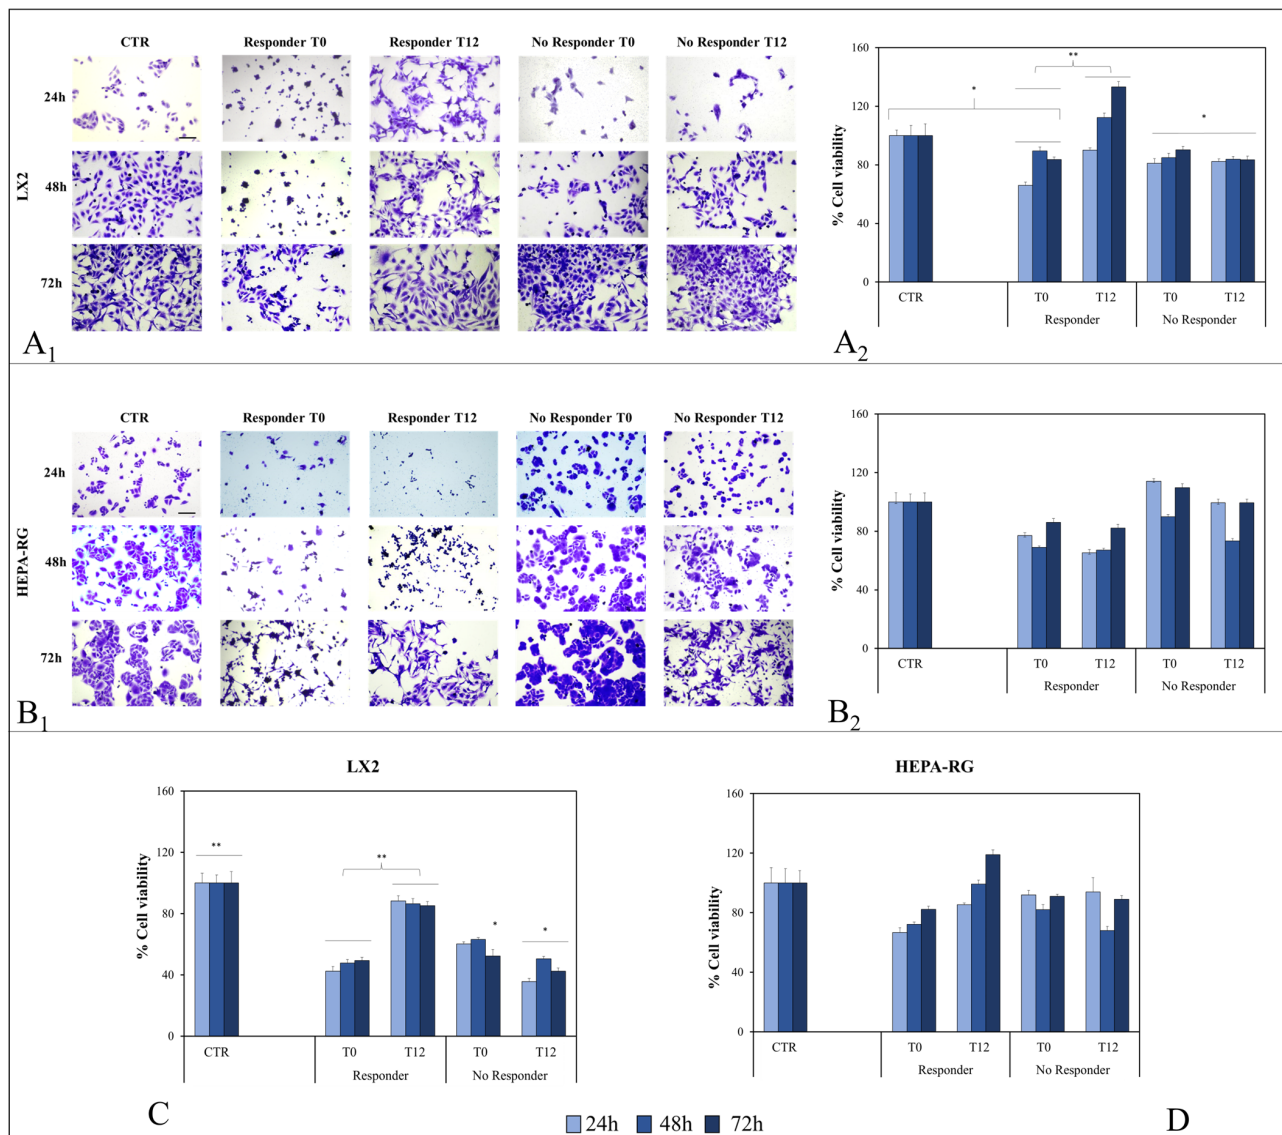 CTR Responder T0 Responder T12 No Responder T0 No Responder T12
LX2
24h
48h
72h
A1
% Cell viability
160
120
80
40
0
*
**
*
CTR T0 T12 T0 T12
Responder No Responder
A2
CTR Responder T0 Responder T12 No Responder T0 No Responder T12
HEPA-RG
24h
48h
72h
B1
% Cell viability
160
120
80
40
0
CTR T0 T12 T0 T12
Responder No Responder
B2
LX2
% Cell viability
160
120
80
40
0
**
**
*
*
CTR T0 T12 T0 T12
Responder No Responder
C
HEPA-RG
% Cell viability
160
120
80
40
0
CTR T0 T12 T0 T12
Responder No Responder
D
24h 48h 72h